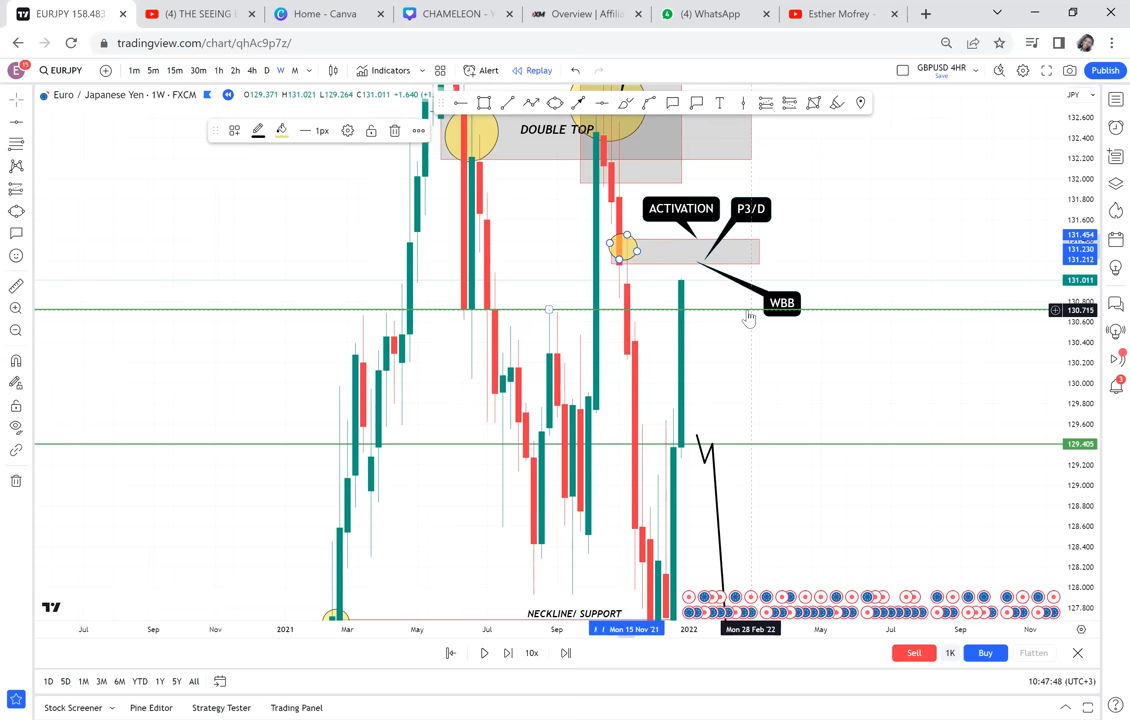 EURJPY 158.483
(4) THE SEEING E
Home - Canva
CHAMELEON - Y
Overview | Affilia
(4) WhatsApp
Esther Mofrey -
tradingview.com/chart/qhAc9p7z/
E
15
EURJPY
1m 5m 15m 30m 1h 2h 4h D W M
Indicators
Alert
Replay
GBPUSD 4HR
Save
Publish
Euro / Japanese Yen · 1W · FXCM
O129.371 H131.021 L129.264 C131.011 +1.640 (+1.
JPY
1px
T
DOUBLE TOP
ACTIVATION
P3/D
WBB
NECKLINE/ SUPPORT
132.600
132.400
132.200
132.000
131.800
131.600
131.454
131.230
131.212
131.011
130.800
130.715
130.600
130.400
130.200
130.000
129.800
129.600
129.405
129.200
129.000
128.800
128.600
128.400
128.200
128.000
127.800
3
Jul Sep Nov 2021 Mar May Jul Sep Mon 15 Nov '21 2022 Mon 28 Feb '22 May Jul Sep Nov
10x
Sell
1K
Buy
Flatten
1D 5D 1M 3M 6M YTD 1Y 5Y All
10:47:48 (UTC+3)
Stock Screener
Pine Editor
Strategy Tester
Trading Panel